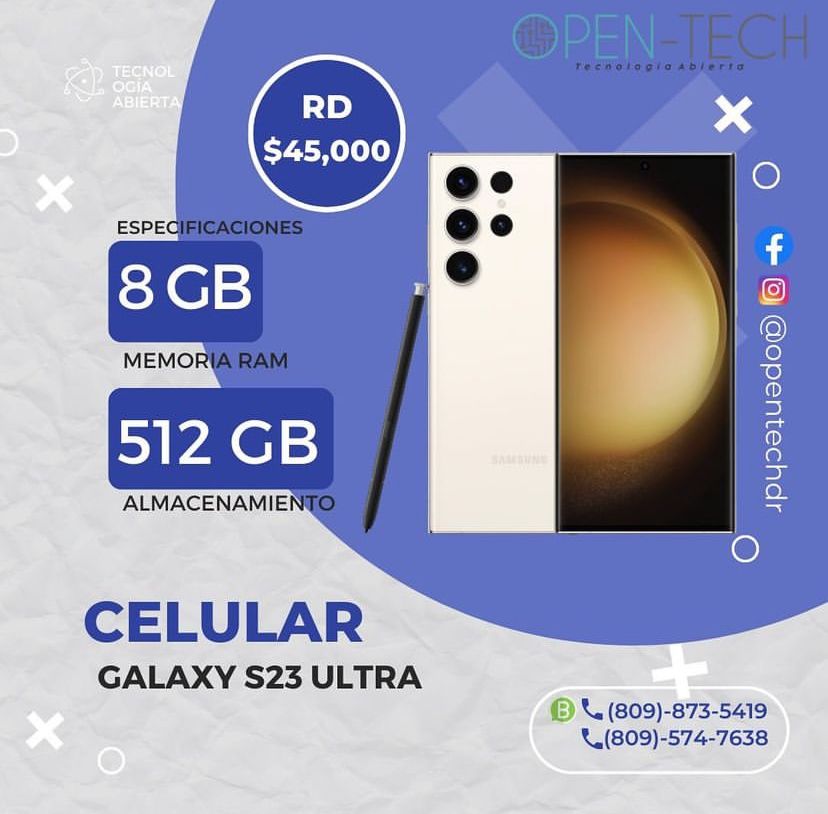 OPEN-TECH
Tecnología Abierta
TECNOL
OGÍA
ABIERTA
RD
$45,000
ESPECIFICACIONES
8 GB
MEMORIA RAM
512 GB
ALMACENAMIENTO
SAMSUNG
@opentechdr
CELULAR
GALAXY S23 ULTRA
B (809)-873-5419
(809)-574-7638